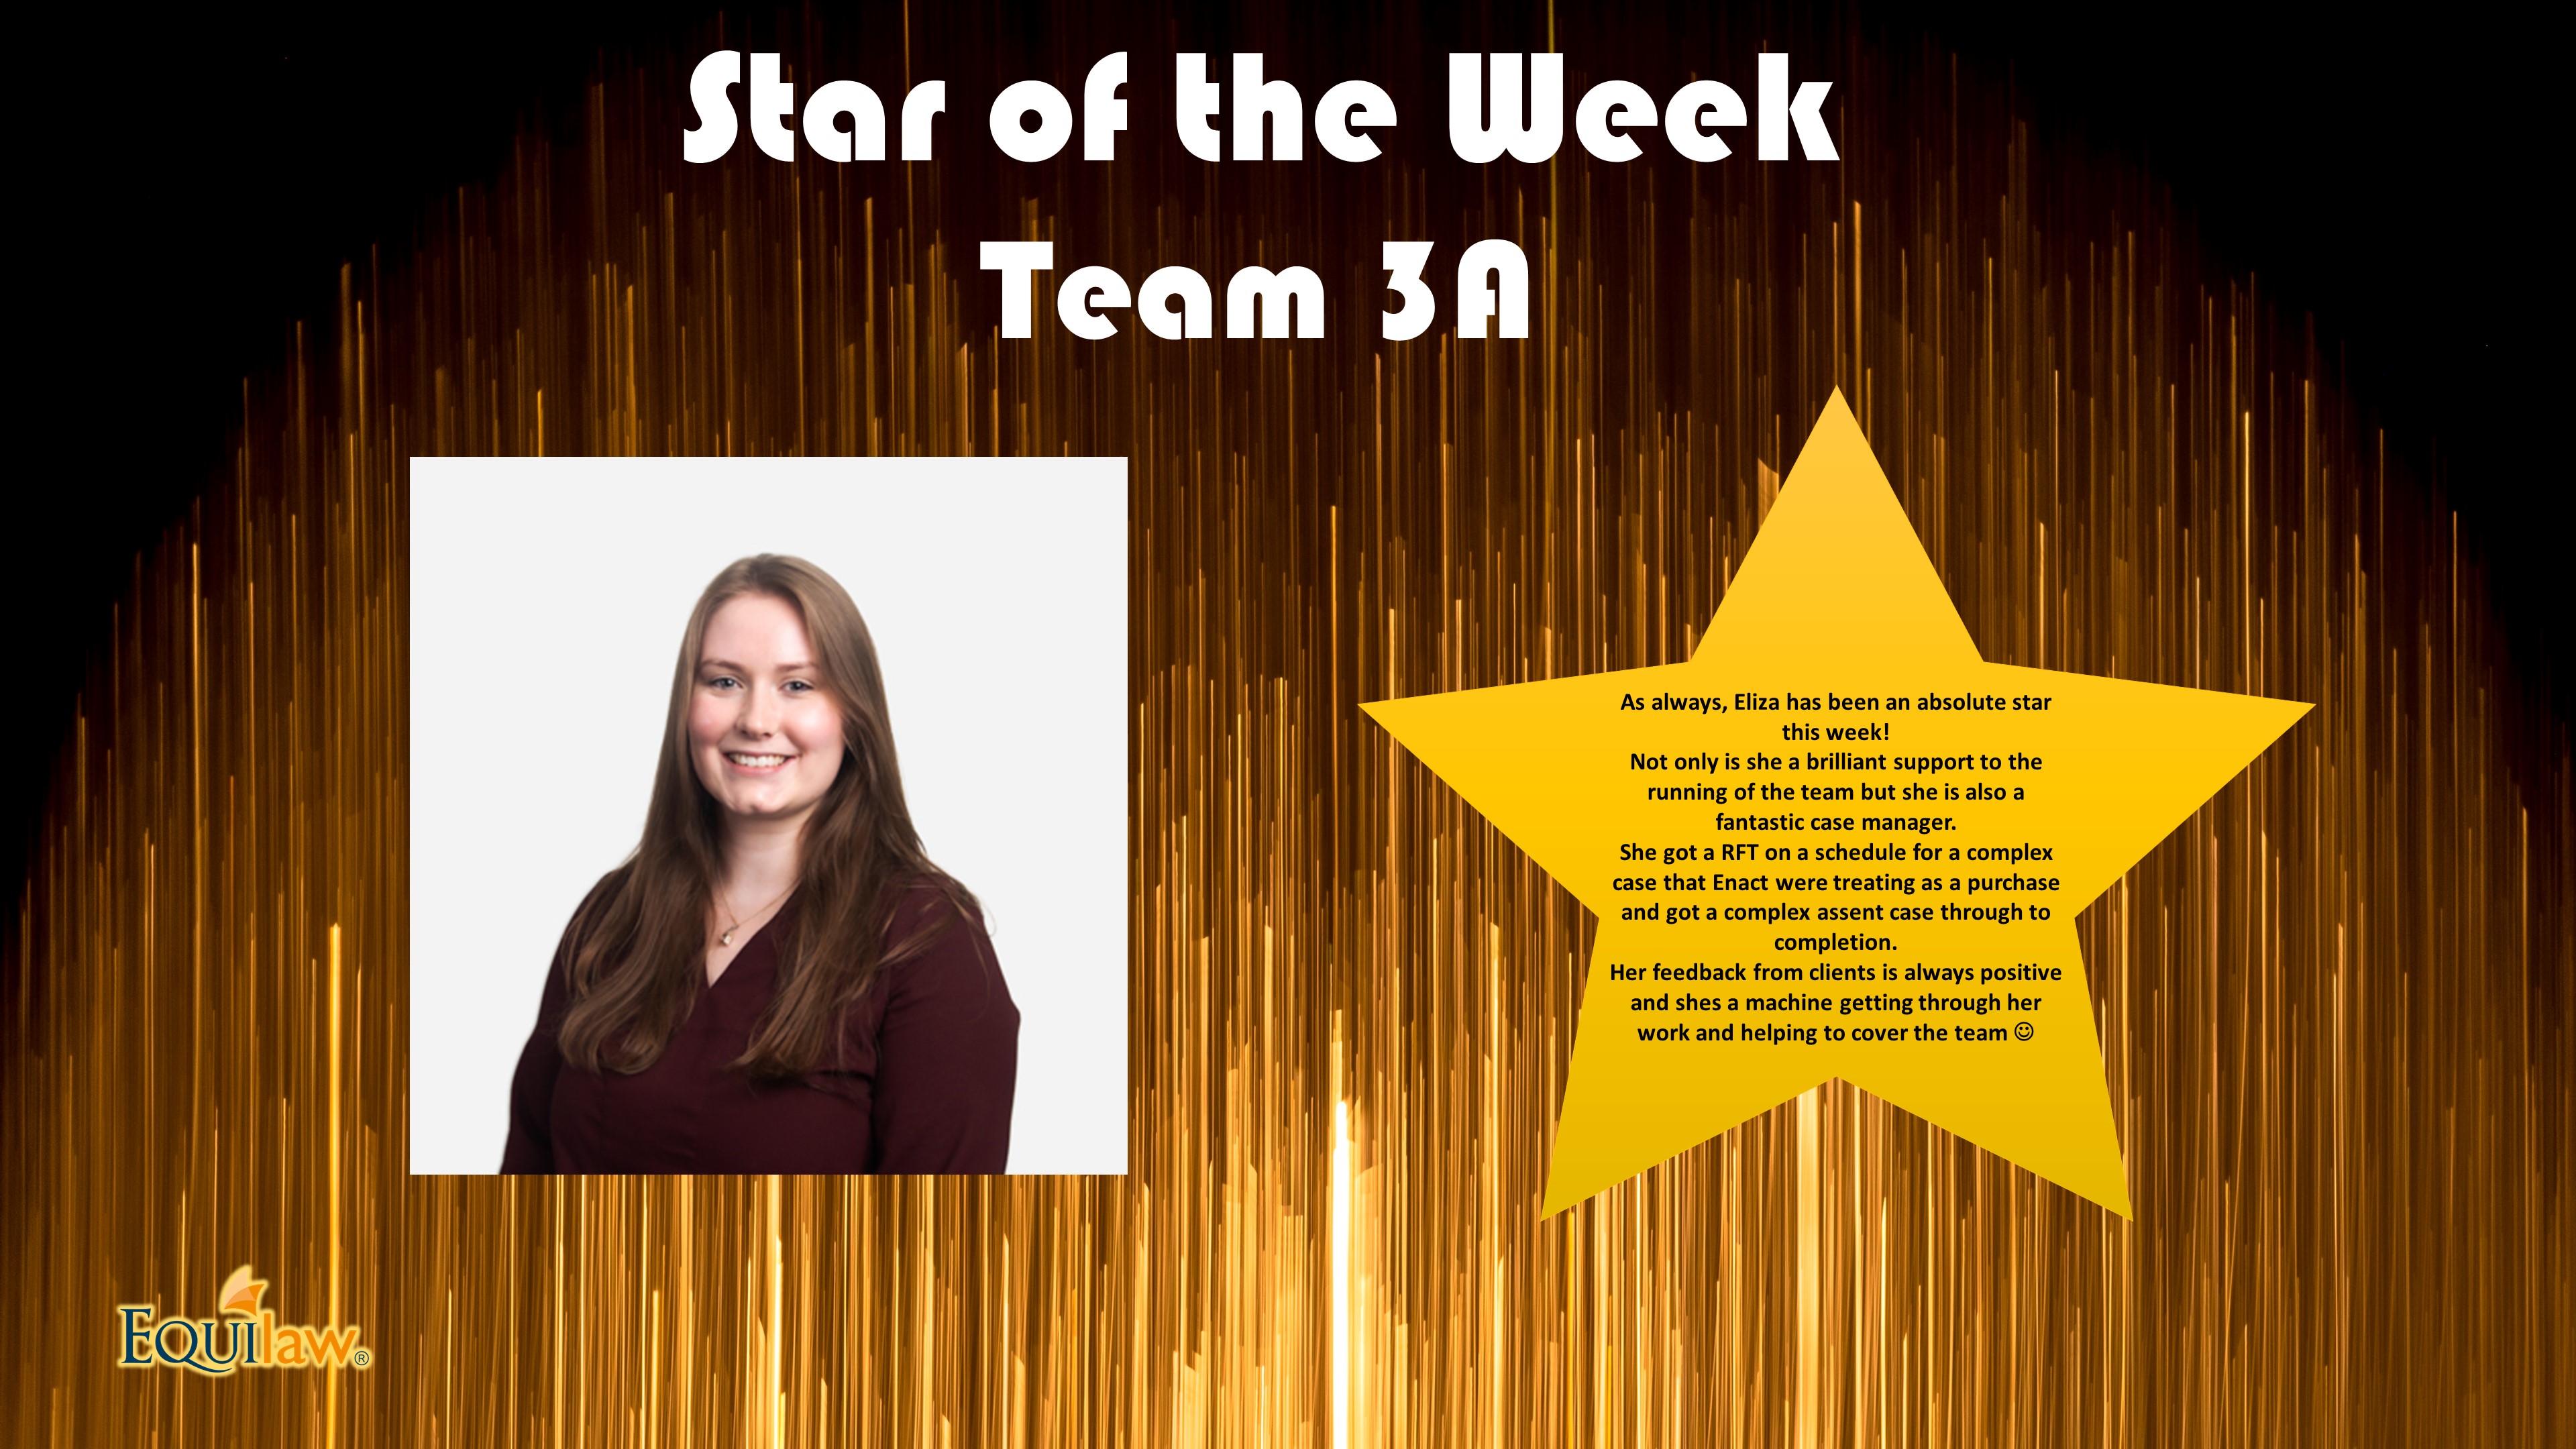 Star of the Week
Team 3A
As always, Eliza has been an absolute star
this week!
Not only is she a brilliant support to the
running of the team but she is also a
fantastic case manager.
She got a RFT on a schedule for a complex
case that Enact were treating as a purchase
and got a complex assent case through to
completion.
Her feedback from clients is always positive
and shes a machine getting through her
work and helping to cover the team ☺
EQUIlaw®